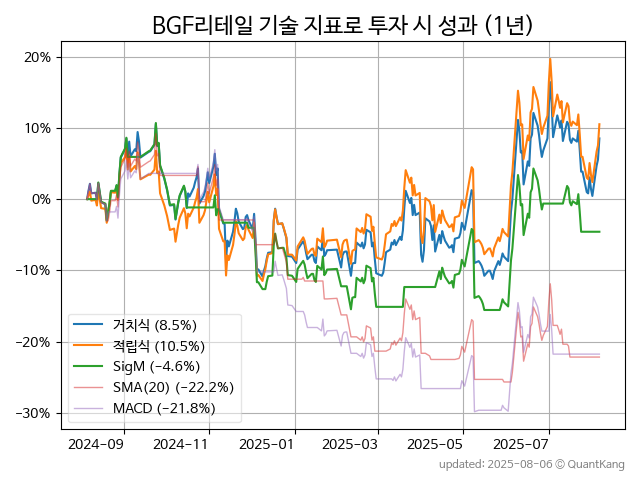 BGF리테일 기술 지표로 투자 시 성과 (1년)
20%
10%
0%
−10%
−20%
−30%
거치식 (8.5%)
적립식 (10.5%)
SigM (−4.6%)
SMA(20) (−22.2%)
MACD (−21.8%)
2024−09
2024−11
2025−01
2025−03
2025−05
2025−07
updated: 2025-08-06 © QuantKang